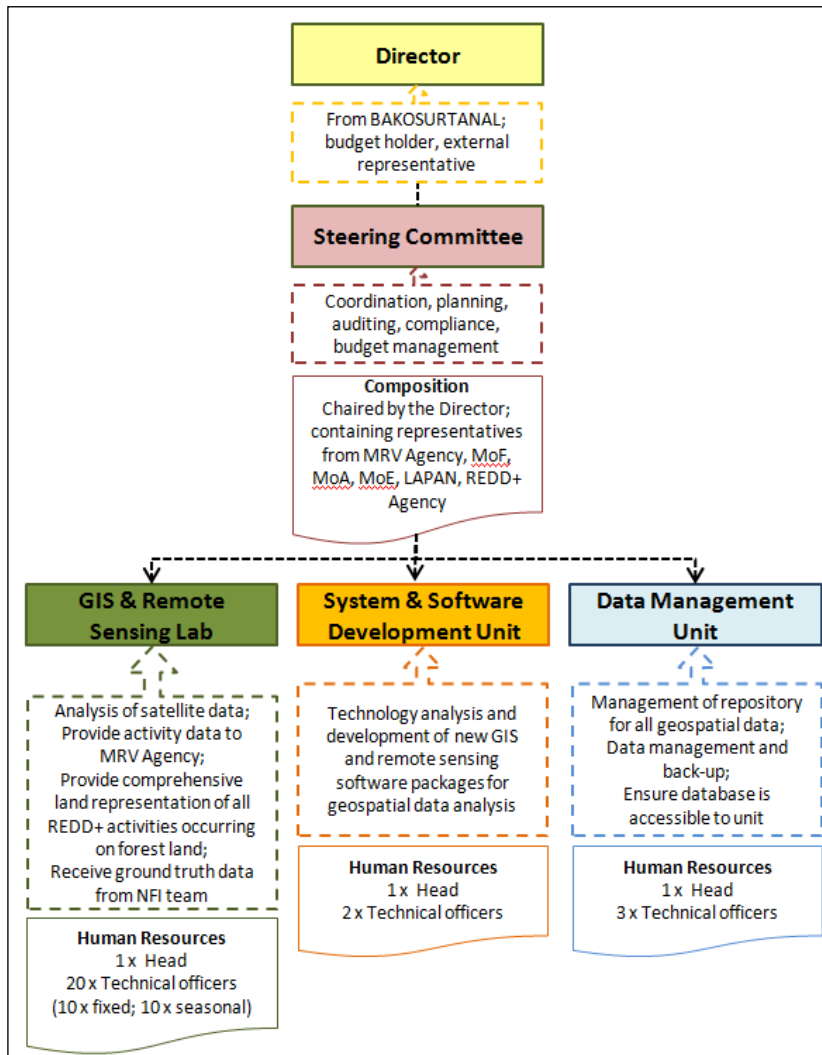 Director
From BAKOSURTANAL;
budget holder, external
representative
Steering Committee
Coordination, planning,
auditing, compliance,
budget management
Composition
Chaired by the Director;
containing representatives
from MRV Agency, MoF,
MoA, MoE, LAPAN, REDD+
Agency
GIS & Remote
Sensing Lab
Analysis of satellite data;
Provide activity data to
MRV Agency;
Provide comprehensive
land representation of all
REDD+ activities occurring
on forest land;
Receive ground truth data
from NFI team
Human Resources
1 x Head
20 x Technical officers
(10 x fixed; 10 x seasonal)
System & Software
Development Unit
Technology analysis and
development of new GIS
and remote sensing
software packages for
geospatial data analysis
Human Resources
1 x Head
2 x Technical officers
Data Management
Unit
Management of repository
for all geospatial data;
Data management and
back-up;
Ensure database is
accessible to unit
Human Resources
1 x Head
3 x Technical officers